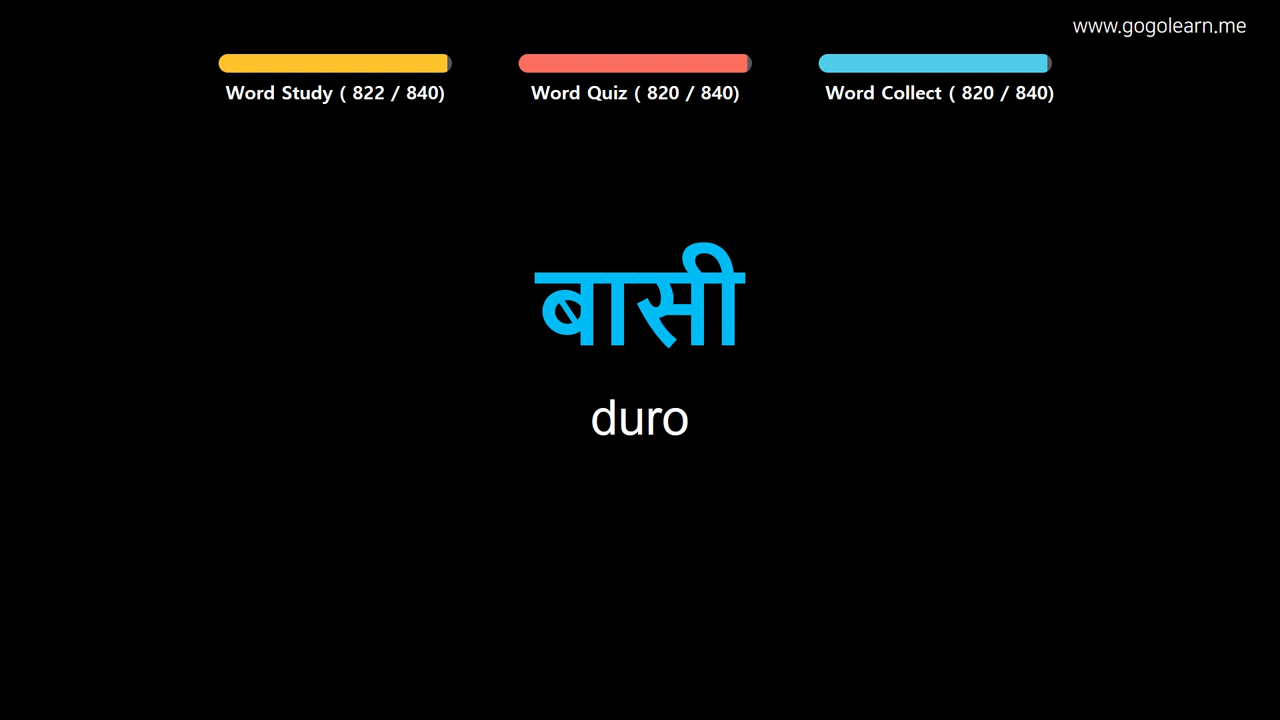 www.gogolearn.me
Word Study ( 822 / 840)
Word Quiz ( 820 / 840)
Word Collect ( 820 / 840)
बासी
duro